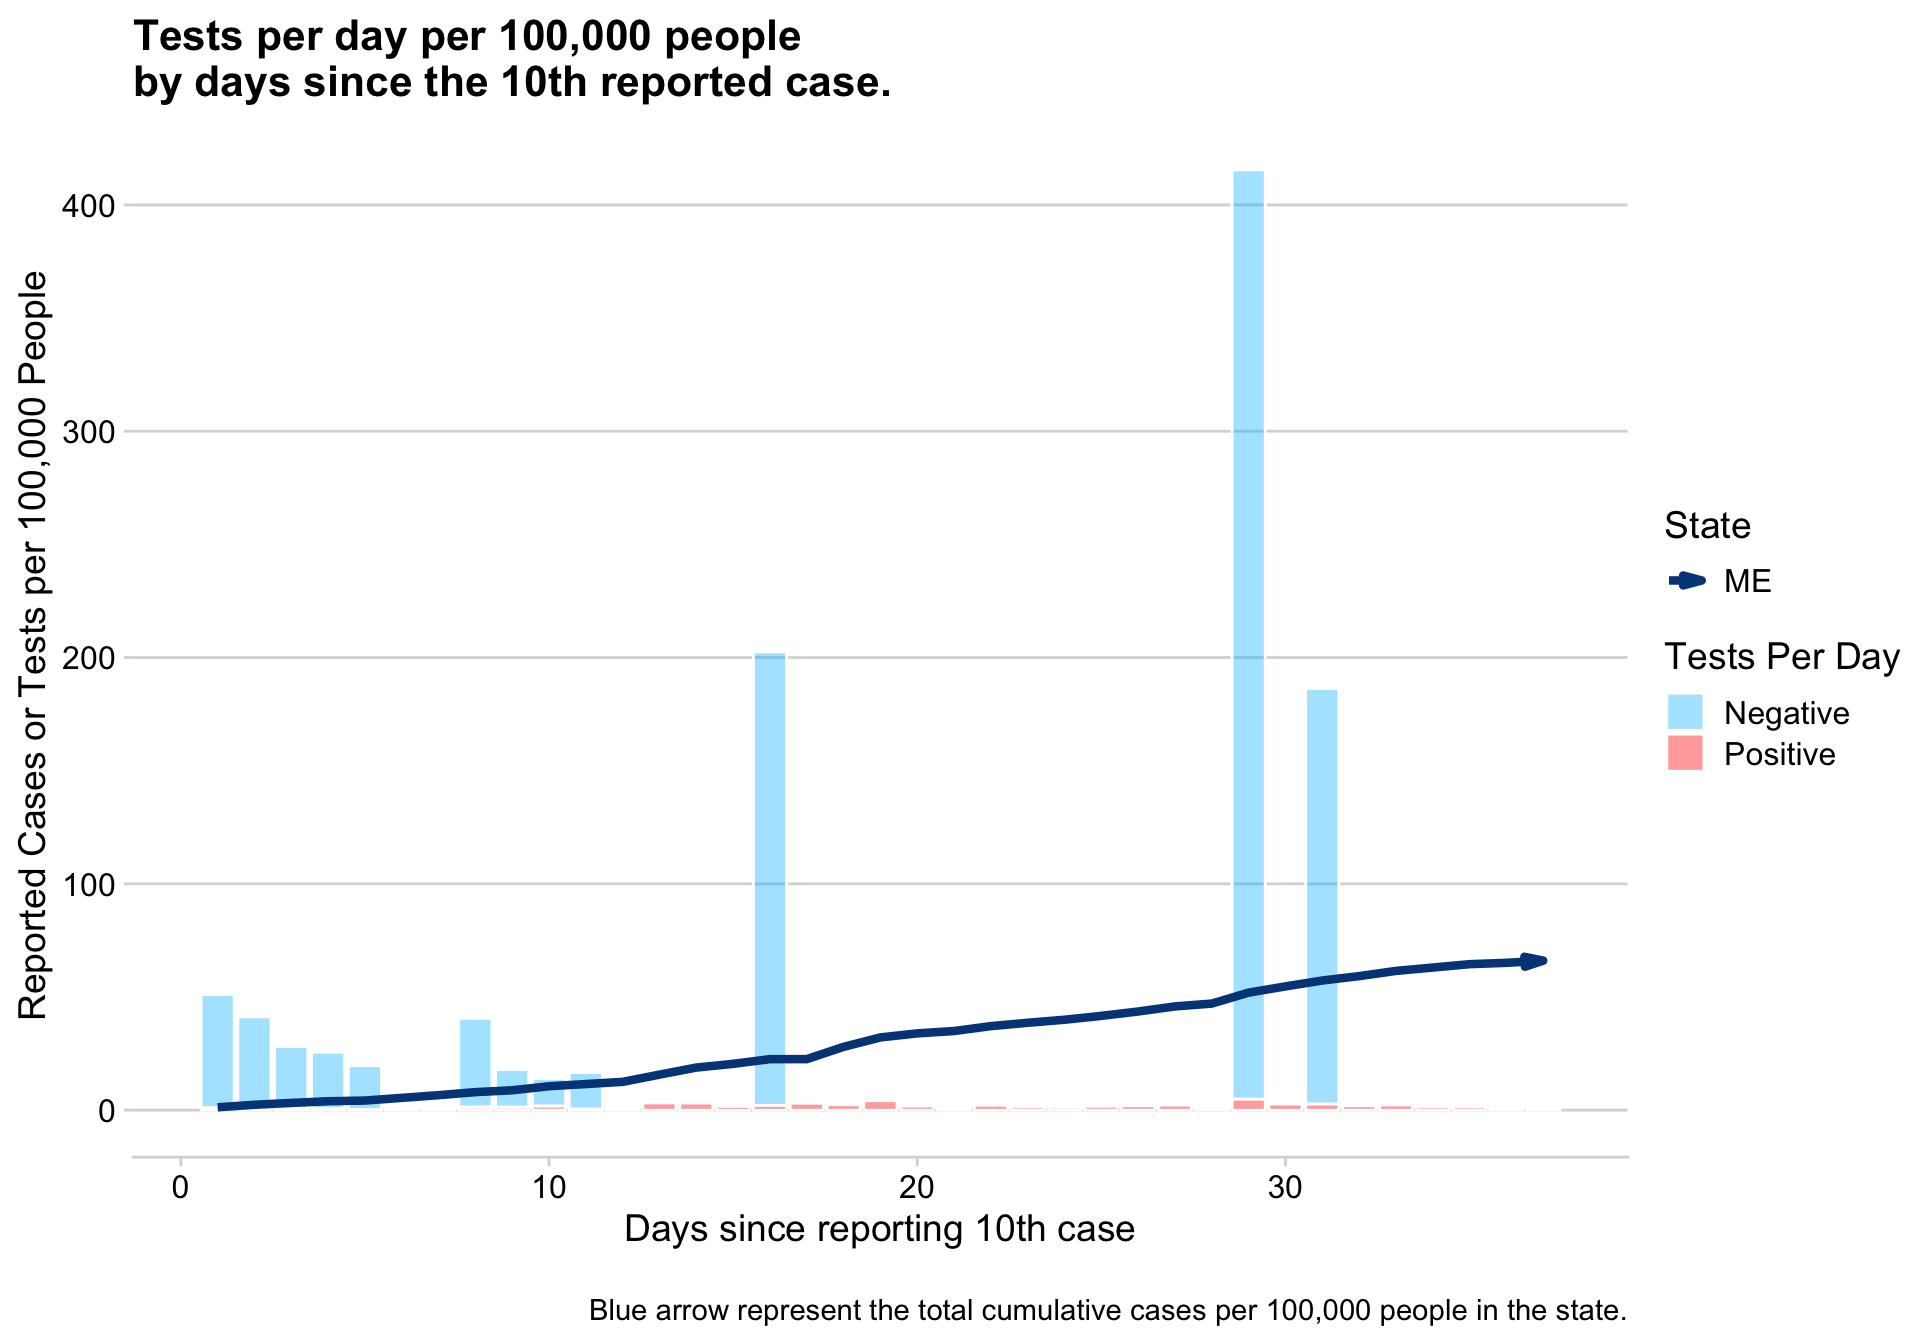 Tests per day per 100,000 people
by days since the 10th reported case.
Reported Cases or Tests per 100,000 People
400
300
200
100
0
0
10
20
30
Days since reporting 10th case
State
ME
Tests Per Day
Negative
Positive
Blue arrow represent the total cumulative cases per 100,000 people in the state.